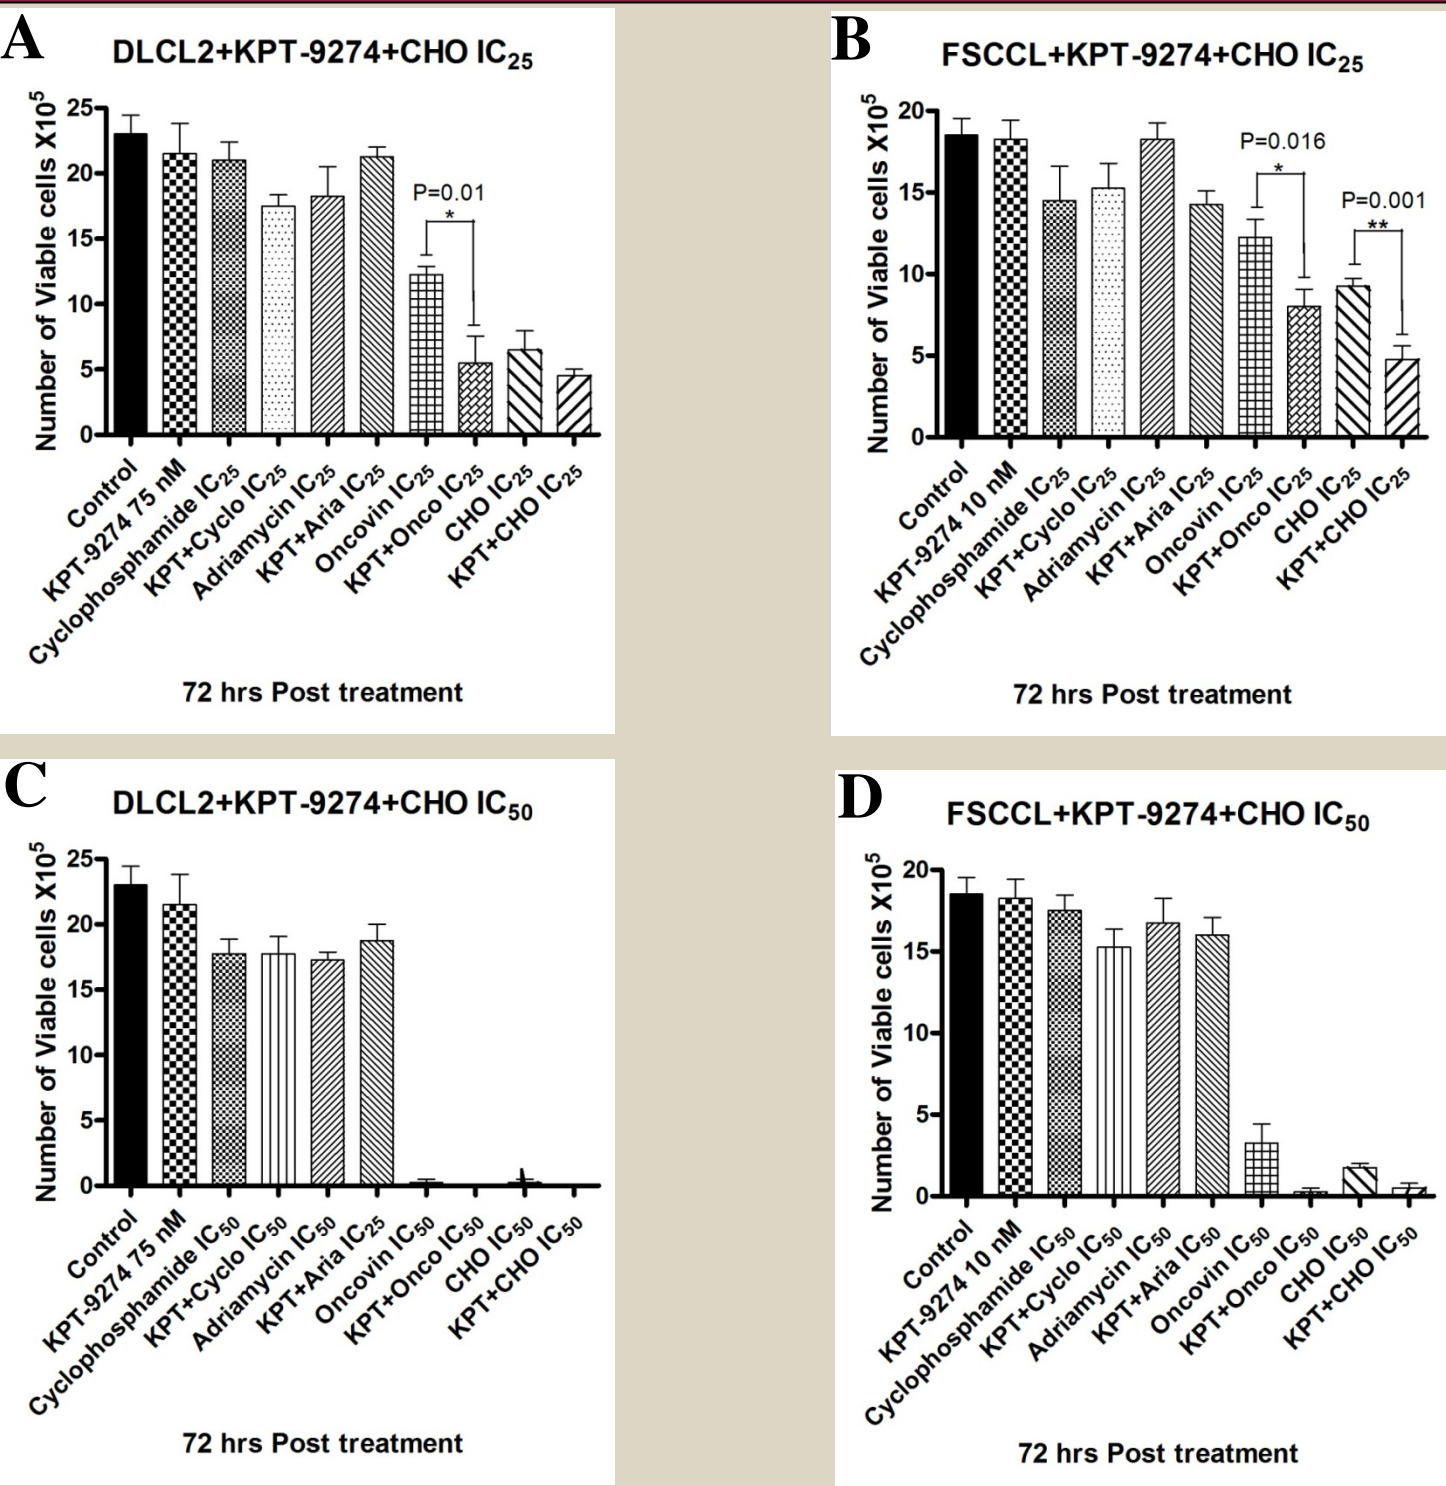 A
DLCL2+KPT-9274+CHO IC25
Number of Viable cells X10^5
25
20
15
10
5
0
P=0.01
*
Control
KPT-9274 75 nM
Cyclophosphamide IC25
KPT+Cyclo IC25
Adriamycin IC25
KPT+Aria IC25
Oncovin IC25
KPT+Onco IC25
CHO IC25
KPT+CHO IC25
72 hrs Post treatment
B
FSCCL+KPT-9274+CHO IC25
Number of Viable cells X10^5
20
15
10
5
0
P=0.016
*
P=0.001
**
Control
KPT-9274 10 nM
Cyclophosphamide IC25
KPT+Cyclo IC25
Adriamycin IC25
KPT+Aria IC25
Oncovin IC25
KPT+Onco IC25
CHO IC25
KPT+CHO IC25
72 hrs Post treatment
C
DLCL2+KPT-9274+CHO IC50
Number of Viable cells X10^5
25
20
15
10
5
0
Control
KPT-9274 75 nM
Cyclophosphamide IC50
KPT+Cyclo IC50
Adriamycin IC50
KPT+Aria IC25
Oncovin IC50
KPT+Onco IC50
CHO IC50
KPT+CHO IC50
72 hrs Post treatment
D
FSCCL+KPT-9274+CHO IC50
Number of Viable cells X10^5
20
15
10
5
0
Control
KPT-9274 10 nM
Cyclophosphamide IC50
KPT+Cyclo IC50
Adriamycin IC50
KPT+Aria IC50
Oncovin IC50
KPT+Onco IC50
CHO IC50
KPT+CHO IC50
72 hrs Post treatment